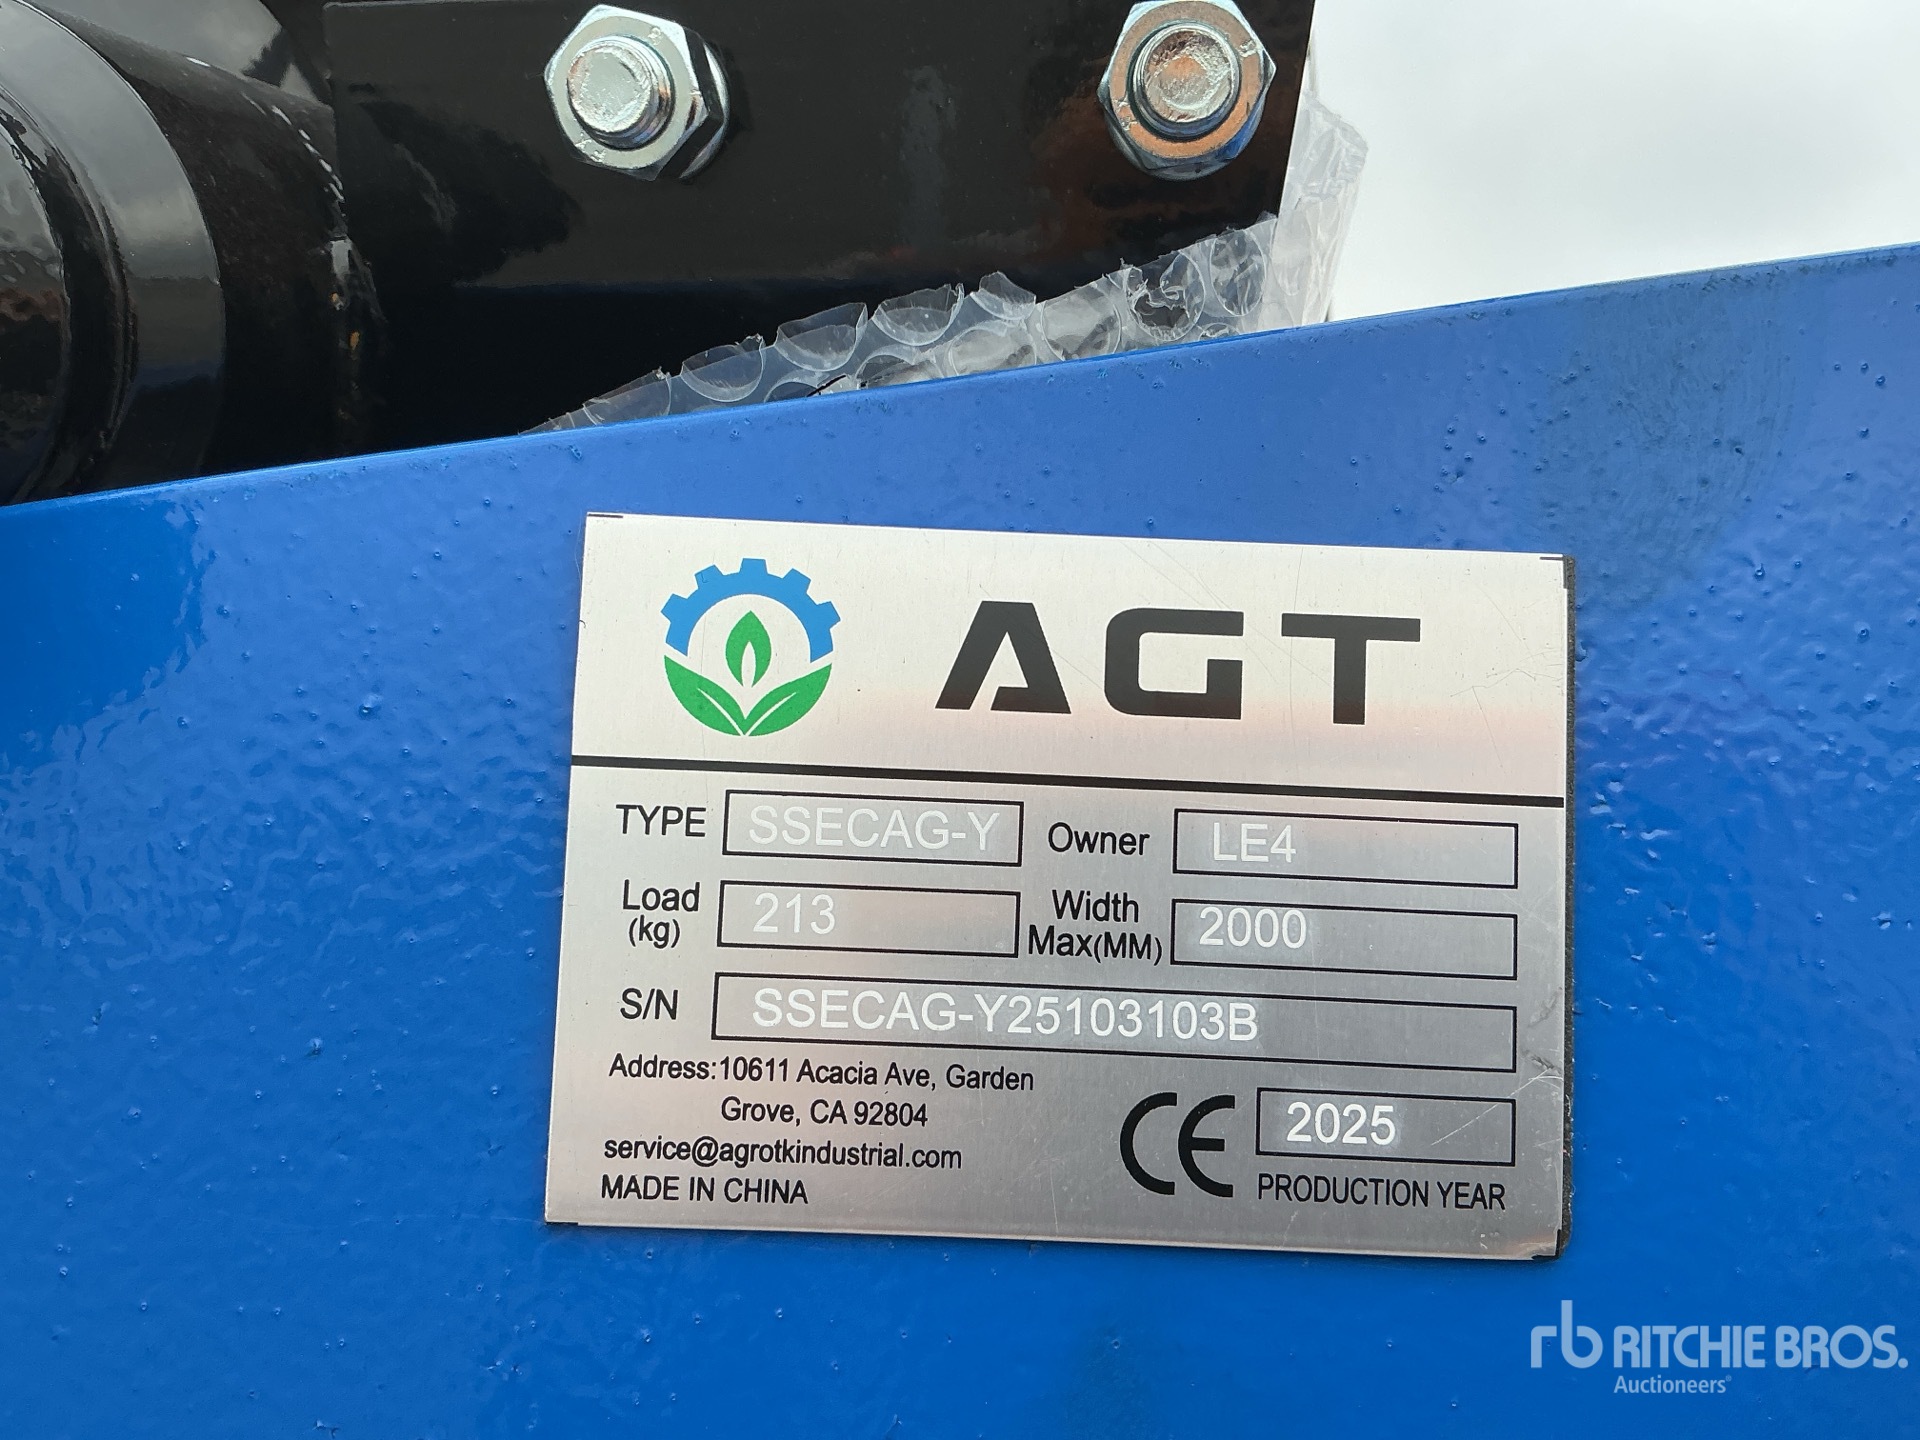 AGT
TYPE SSECAG-Y Owner LE4
Load (kg) 213 Width Max(MM) 2000
S/N SSECAG-Y25103103B
Address:10611 Acacia Ave, Garden
Grove, CA 92804
service@agrotkindustrial.com
MADE IN CHINA
CE 2025
PRODUCTION YEAR
rb RITCHIE BROS.
Auctioneers